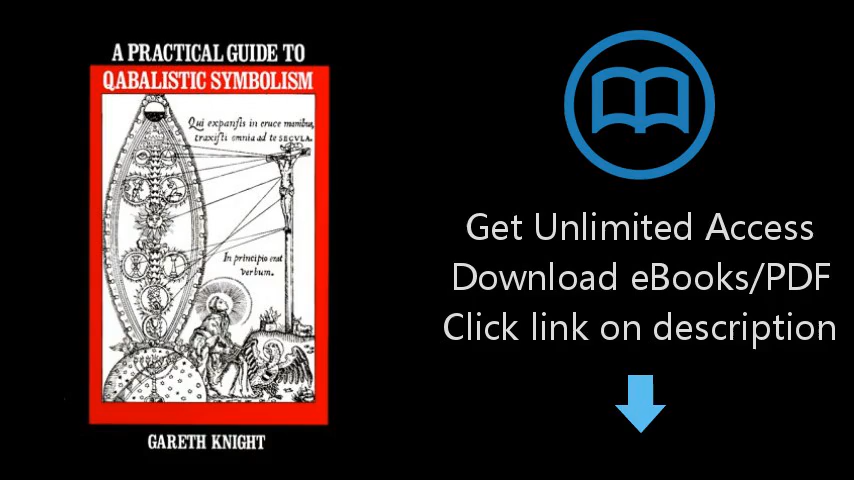 A PRACTICAL GUIDE TO
QABALISTIC SYMBOLISM
Qui expansis in cruce manibus,
traxisti omnia ad te SECVLA.
In principio erat
verbum.
GARETH KNIGHT
Get Unlimited Access
Download eBooks/PDF
Click link on description